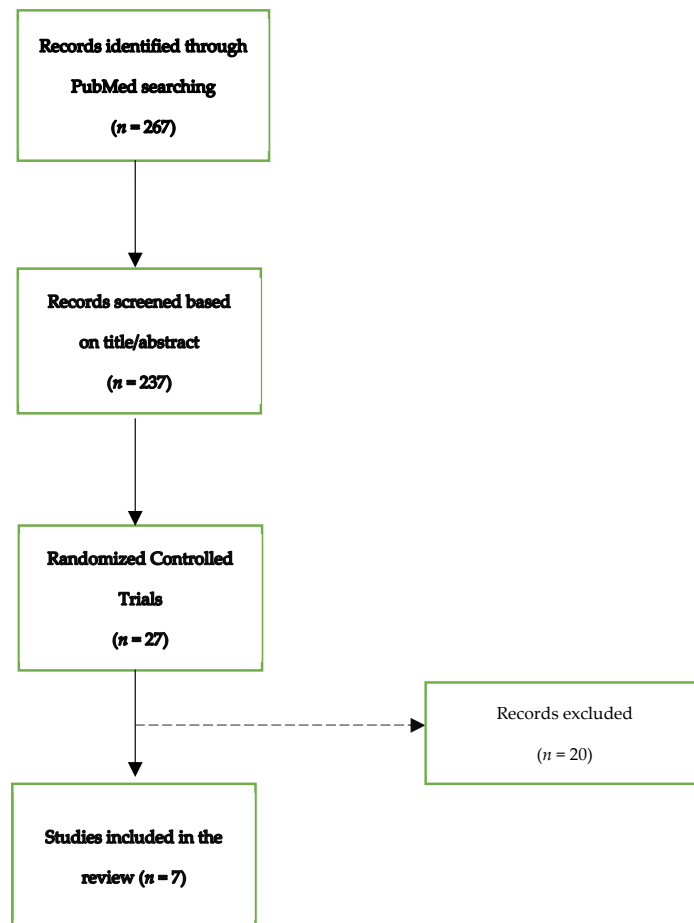 Records identified through
PubMed searching
(n = 267)
Records screened based
on title/abstract
(n = 237)
Randomized Controlled
Trials
(n = 27)
Records excluded
(n = 20)
Studies included in the
review (n = 7)